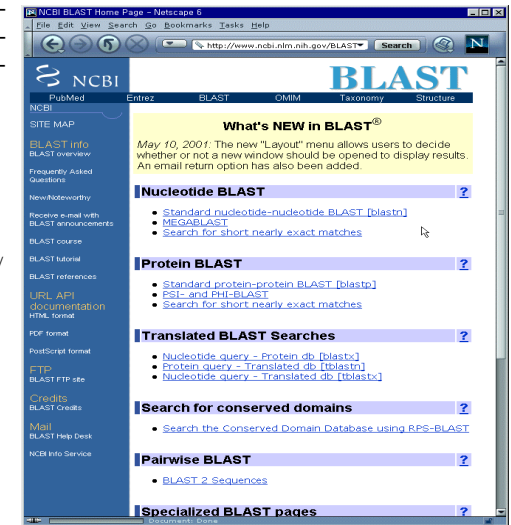 NCBI BLAST Home Page - Netscape 6
File Edit View Search Go Bookmarks Tasks Help
http://www.ncbi.nlm.nih.gov/BLAST Search N
NCBI BLAST
PubMed Entrez BLAST OMIM Taxonomy Structure
NCBI
SITE MAP
BLAST info
BLAST overview
Frequently Asked
Questions
New/Noteworthy
Receive e-mail with
BLAST announcements
BLAST course
BLAST tutorial
BLAST references
URL API
documentation
HTML format
PDF format
PostScript format
FTP
BLAST FTP site
Credits
BLAST Credits
Mail
BLAST Help Desk
NCBI Info Service
What's NEW in BLAST®
May 10, 2001: The new "Layout" menu allows users to decide
whether or not a new window should be opened to display results.
An email return option has also been added.
Nucleotide BLAST ?
Standard nucleotide-nucleotide BLAST [blastn]
MEGABLAST
Search for short nearly exact matches
Protein BLAST ?
Standard protein-protein BLAST [blastp]
PSI- and PHI-BLAST
Search for short nearly exact matches
Translated BLAST Searches ?
Nucleotide query - Protein db [blastx]
Protein query - Translated db [tblastn]
Nucleotide query - Translated db [tblastx]
Search for conserved domains ?
Search the Conserved Domain Database using RPS-BLAST
Pairwise BLAST ?
BLAST 2 Sequences
Specialized BLAST pages ?
Document: Done